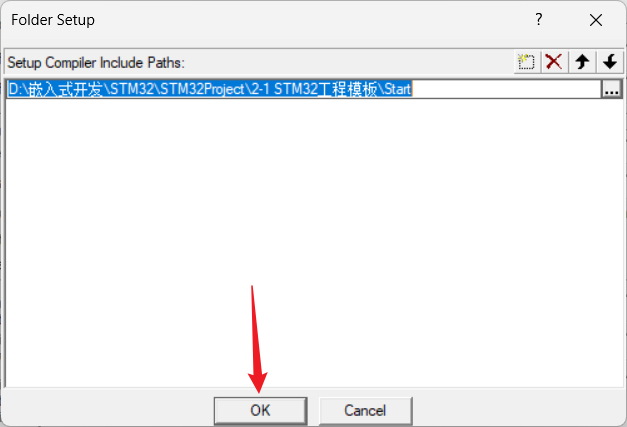 Folder Setup
?
Setup Compiler Include Paths:
D:\嵌入式开发\STM32\STM32Project\2-1 STM32工程模板\Start
...
OK Cancel